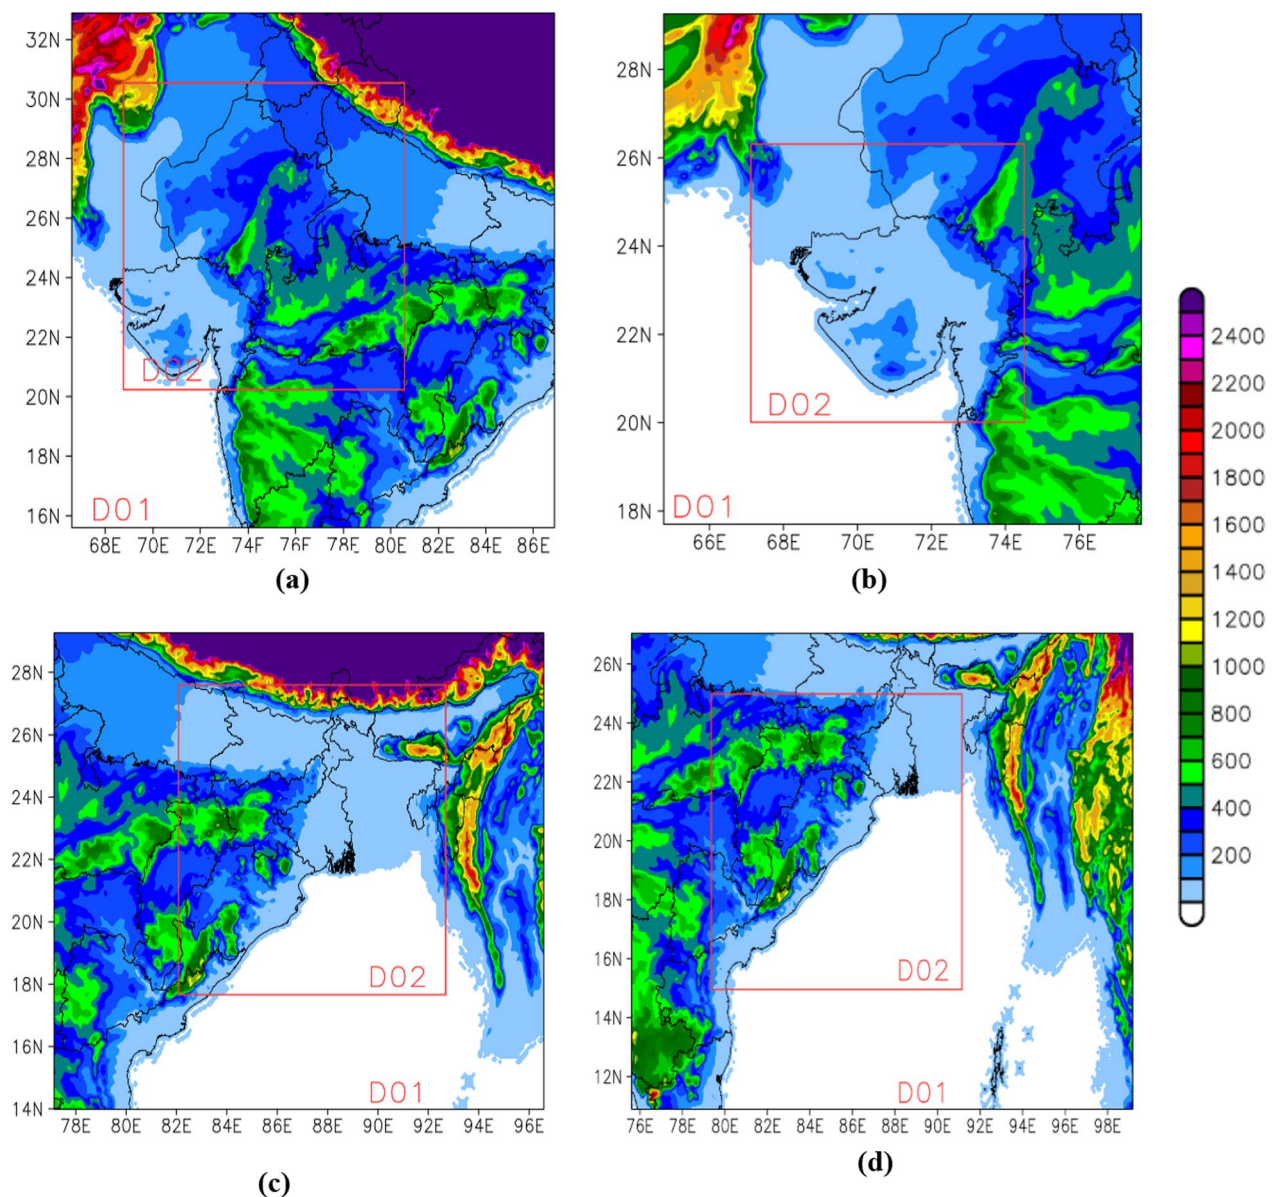 32N
30N
28N
26N
24N
22N
20N
18N
16N
D02
D01
68E 70E 72E 74F 76F 78E 80E 82E 84E 86E
(a)
28N
26N
24N
22N
20N
18N
D02
D01
66E 68E 70E 72E 74E 76E
(b)
2400
2200
2000
1800
1600
1400
1200
1000
800
600
400
200
28N
26N
24N
22N
20N
18N
16N
14N
D02
D01
78E 80E 82E 84E 86E 88E 90E 92E 94E 96E
(c)
26N
24N
22N
20N
18N
16N
14N
12N
D02
D01
76E 78E 80E 82E 84E 86E 88E 90E 92E 94E 96E 98E
(d)